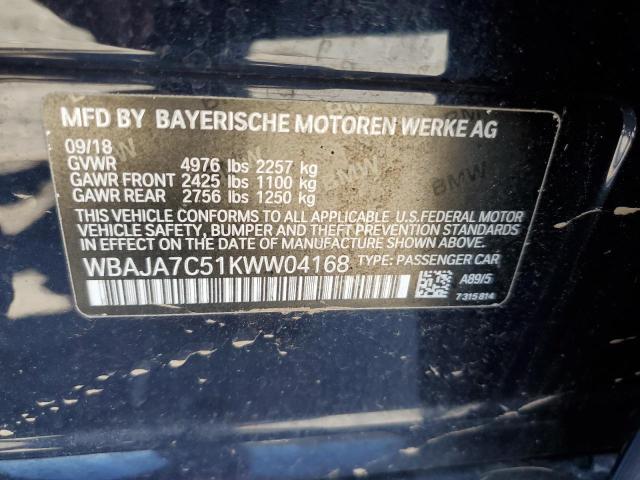 MFD BY BAYERISCHE MOTOREN WERKE AG
09/18
GVWR 4976 lbs 2257 kg
GAWR FRONT 2425 lbs 1100 kg
GAWR REAR 2756 lbs 1250 kg
THIS VEHICLE CONFORMS TO ALL APPLICABLE U.S.FEDERAL MOTOR
VEHICLE SAFETY, BUMPER, AND THEFT PREVENTION STANDARDS
IN EFFECT ON THE DATE OF MANUFACTURE SHOWN ABOVE.
WBAJA7C51KWW04168 TYPE: PASSENGER CAR
A89/5
7315814
BMW